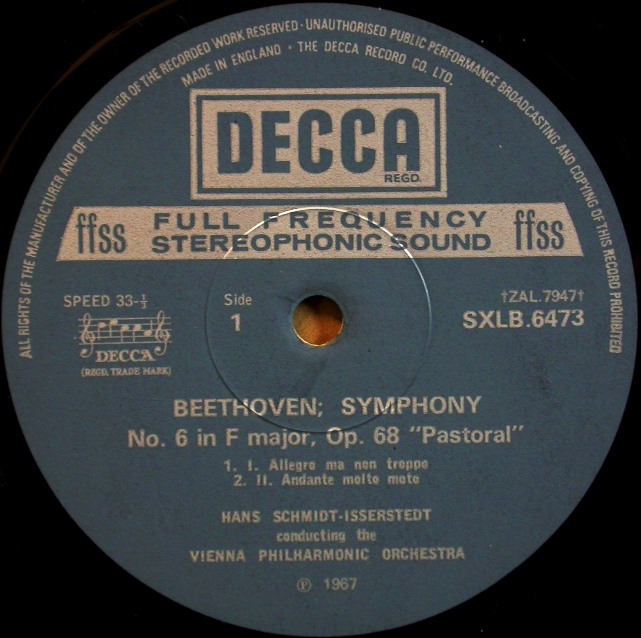 ALL RIGHTS OF THE MANUFACTURER AND OF THE OWNER OF THE RECORDED WORK RESERVED · UNAUTHORISED PUBLIC PERFORMANCE BROADCASTING AND COPYING OF THIS RECORD PROHIBITED
MADE IN ENGLAND · THE DECCA RECORD CO. LTD.
DECCA
REGD.
ffss FULL FREQUENCY ffss
STEREOPHONIC SOUND
SPEED 33-⅓
DECCA
(REGD. TRADE MARK)
Side
1
†ZAL.7947†
SXLB.6473
BEETHOVEN; SYMPHONY
No. 6 in F major, Op. 68 "Pastoral"
1. I. Allegro ma non troppo
2. II. Andante molto moto
HANS SCHMIDT-ISSERSTEDT
conducting the
VIENNA PHILHARMONIC ORCHESTRA
℗ 1967